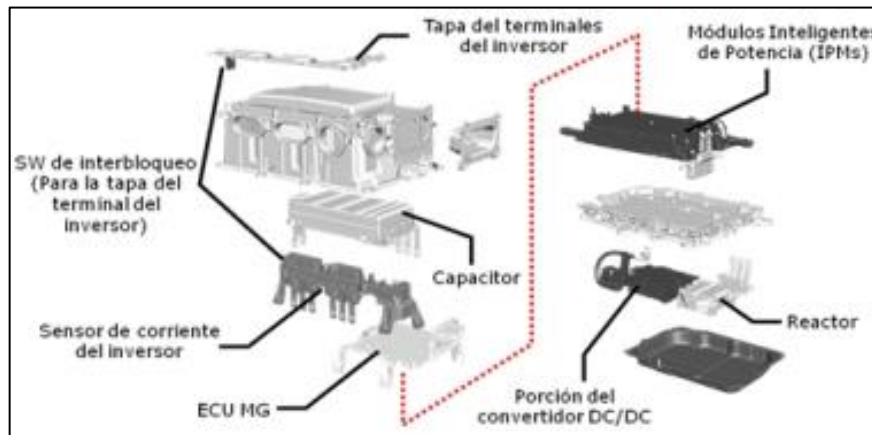 Tapa del terminales
del inversor
Módulos Inteligentes
de Potencia (IPMs)
SW de interbloqueo
(Para la tapa del
terminal del
inversor)
Capacitor
Sensor de corriente
del inversor
Reactor
ECU MG
Porción del
convertidor DC/DC